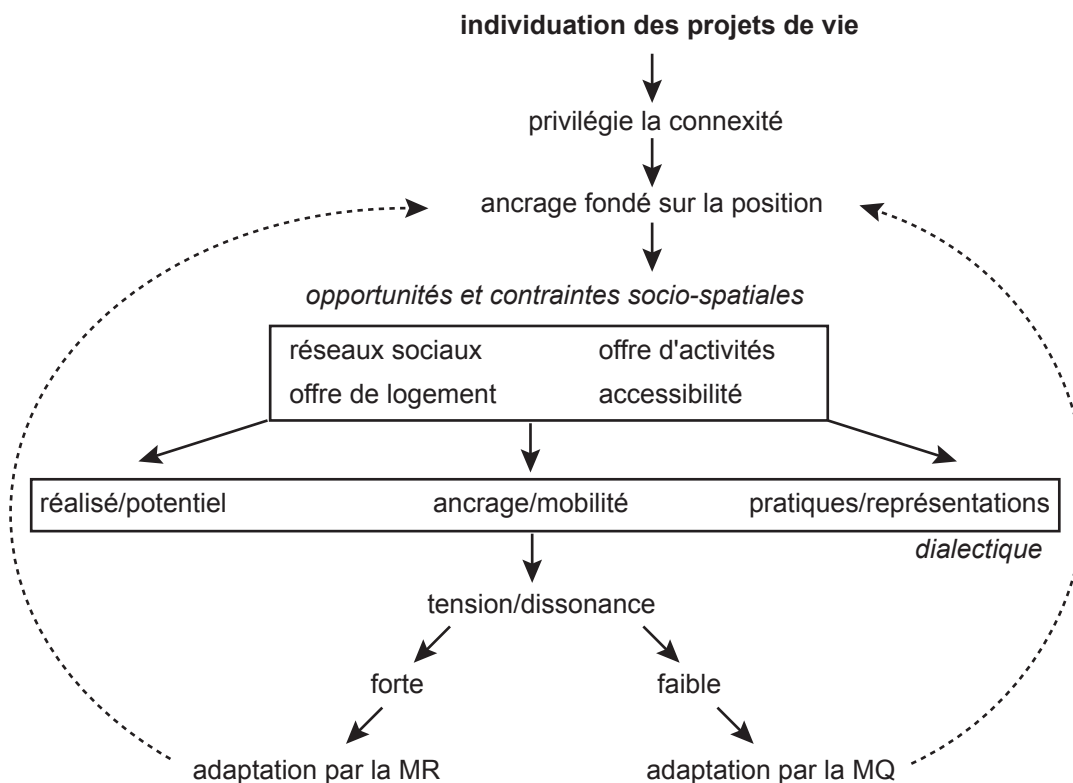 individuation des projets de vie
privilégie la connexité
ancrage fondé sur la position
opportunités et contraintes socio-spatiales
réseaux sociaux offre d'activités
offre de logement accessibilité
réalisé/potentiel ancrage/mobilité pratiques/représentations
dialectique
tension/dissonance
forte faible
adaptation par la MR adaptation par la MQ